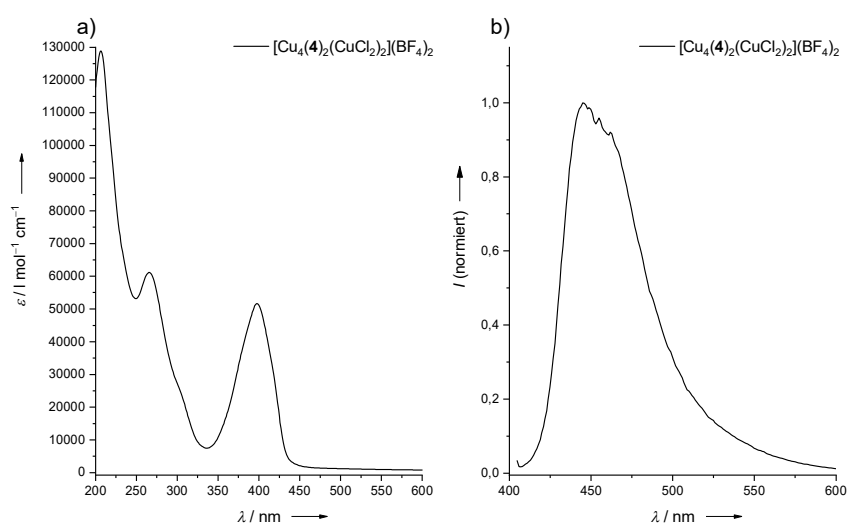 a)
[Cu₄(4)₂(CuCl₂)₂](BF₄)₂
130000
120000
110000
100000
90000
80000
70000
60000
50000
40000
30000
20000
10000
0
ε / l mol⁻¹ cm⁻¹
200 250 300 350 400 450 500 550 600
λ / nm
b)
[Cu₄(4)₂(CuCl₂)₂](BF₄)₂
1,0
0,8
0,6
0,4
0,2
0,0
I (normiert)
400 450 500 550 600
λ / nm